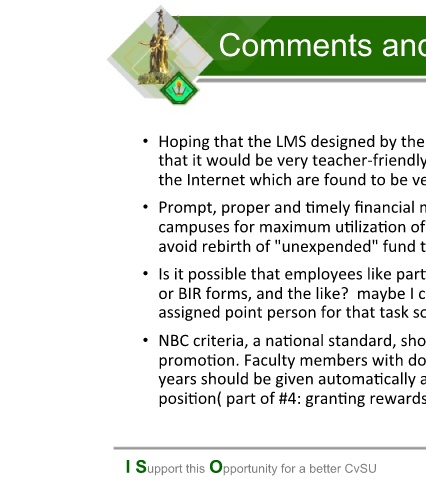 Comments and
• Hoping that the LMS designed by the
that it would be very teacher-friendly
the Internet which are found to be ve
• Prompt, proper and timely financial
campuses for maximum utilization of
avoid rebirth of "unexpended" fund t
• Is it possible that employees like part
or BIR forms, and the like?  maybe I c
assigned point person for that task so
• NBC criteria, a national standard, sho
promotion. Faculty members with do
years should be given automatically a
position( part of #4: granting rewards
I Support this Opportunity for a better CvSU